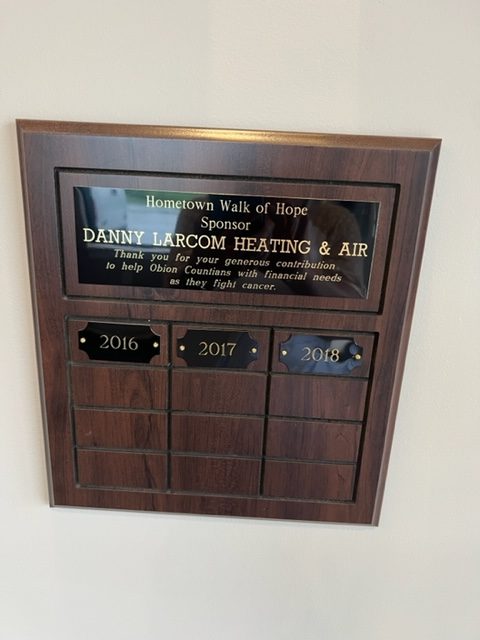 Hometown Walk of Hope
Sponsor
DANNY LARCOM HEATING & AIR
Thank you for your generous contribution
to help Obion Countians with financial needs
as they fight cancer.
2016 2017 2018